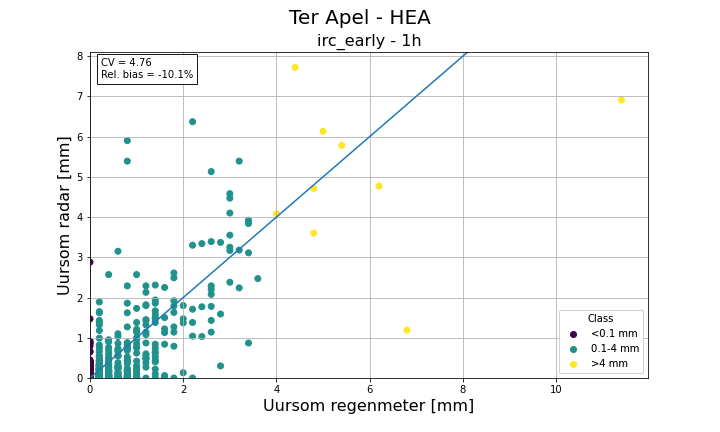 Ter Apel - HEA
irc_early - 1h
CV = 4.76
Rel. bias = -10.1%
Uursom radar [mm]
8
7
6
5
4
3
2
1
0
0 2 4 6 8 10
Uursom regenmeter [mm]
Class
<0.1 mm
0.1-4 mm
>4 mm